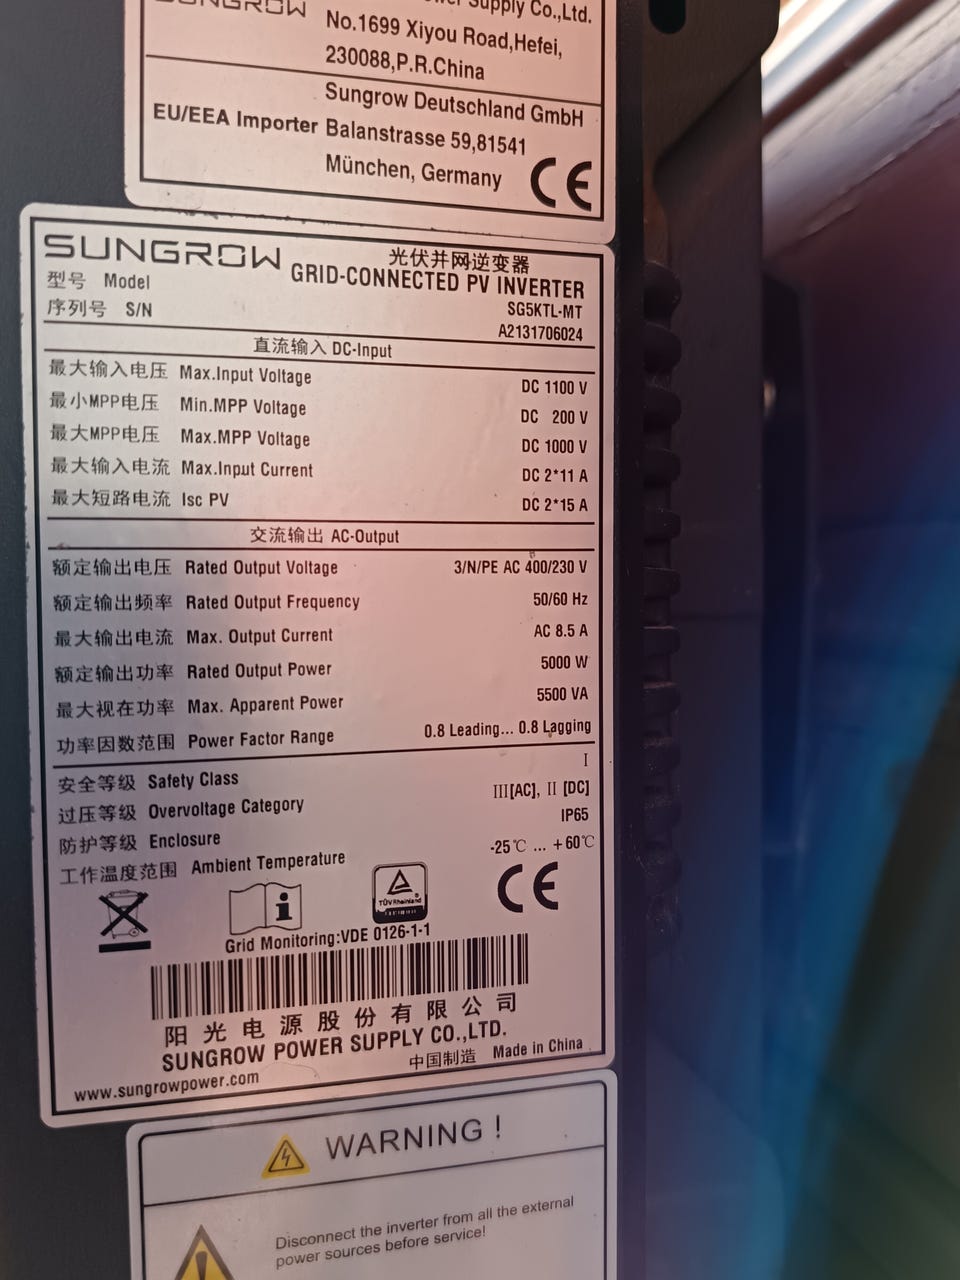 SUNGROW
Supply Co.,Ltd.
No.1699 Xiyou Road,Hefei,
230088,P.R.China
Sungrow Deutschland GmbH
EU/EEA Importer Balanstrasse 59,81541
München, Germany
CE
SUNGROW 光伏并网逆变器
GRID-CONNECTED PV INVERTER
型号 Model SG5KTL-MT
序列号 S/N A2131706024
直流输入 DC-Input
最大输入电压 Max.Input Voltage DC 1100 V
最小MPP电压 Min.MPP Voltage DC 200 V
最大MPP电压 Max.MPP Voltage DC 1000 V
最大输入电流 Max.Input Current DC 2*11 A
最大短路电流 Isc PV DC 2*15 A
交流输出 AC-Output
额定输出电压 Rated Output Voltage 3/N/PE AC 400/230 V
额定输出频率 Rated Output Frequency 50/60 Hz
最大输出电流 Max. Output Current AC 8.5 A
额定输出功率 Rated Output Power 5000 W
最大视在功率 Max. Apparent Power 5500 VA
功率因数范围 Power Factor Range 0.8 Leading... 0.8 Lagging
安全等级 Safety Class I
过压等级 Overvoltage Category III[AC], II [DC]
防护等级 Enclosure IP65
工作温度范围 Ambient Temperature -25℃ ... +60℃
i
TÜVRheinland ®
CE
Grid Monitoring:VDE 0126-1-1
阳光电源股份有限公司
SUNGROW POWER SUPPLY CO.,LTD.
www.sungrowpower.com 中国制造 Made in China
WARNING !
Disconnect the inverter from all the external
power sources before service!